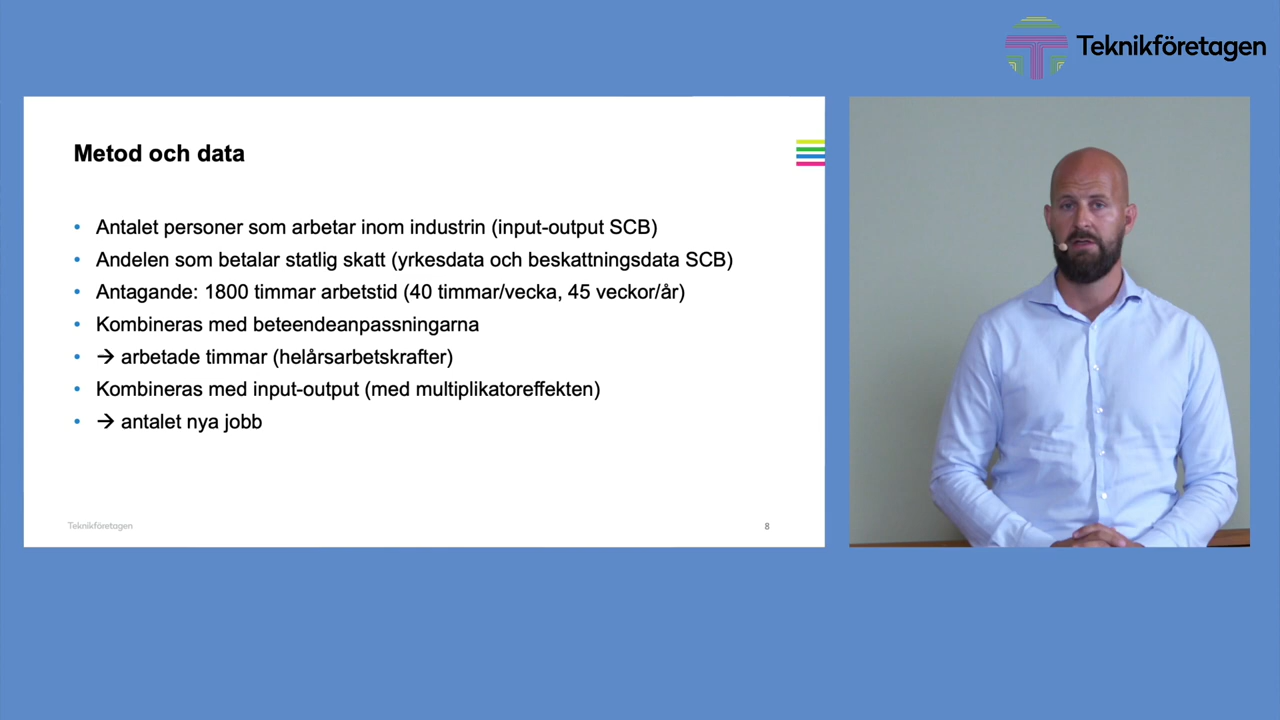 Teknikföretagen
Metod och data
• Antalet personer som arbetar inom industrin (input-output SCB)
• Andelen som betalar statlig skatt (yrkesdata och beskattningsdata SCB)
• Antagande: 1800 timmar arbetstid (40 timmar/vecka, 45 veckor/år)
• Kombineras med beteendeanpassningarna
• → arbetade timmar (helårsarbetskrafter)
• Kombineras med input-output (med multiplikatoreffekten)
• → antalet nya jobb
Teknikföretagen
8